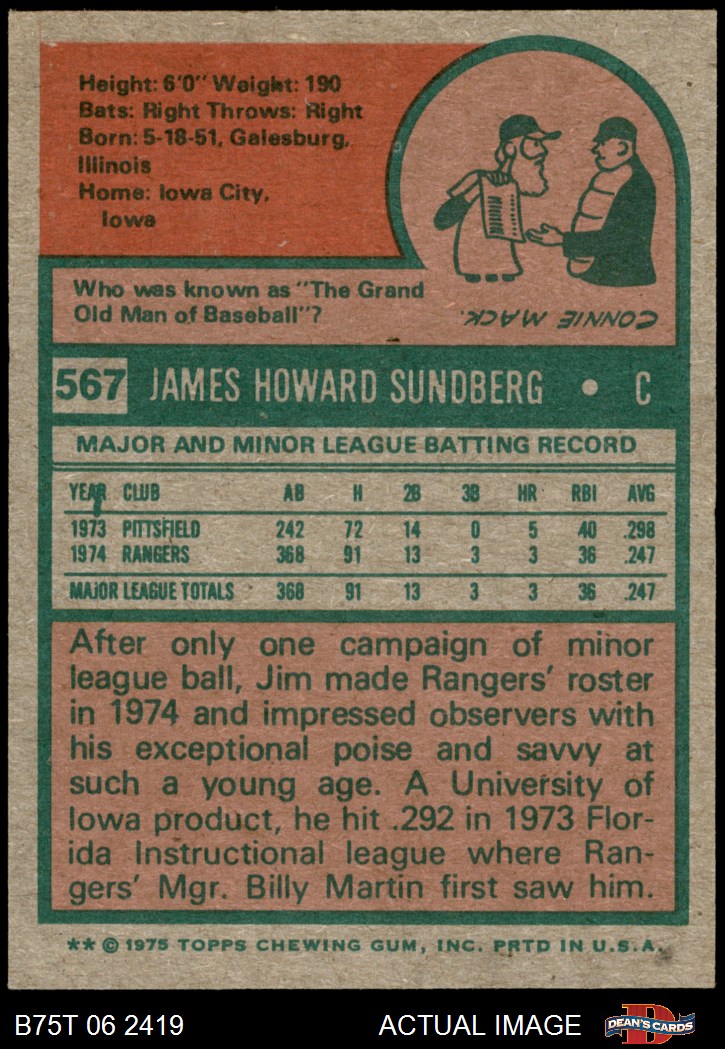 Height: 6'0" Weight: 190
Bats: Right Throws: Right
Born: 5-18-51, Galesburg,
Illinois
Home: Iowa City,
Iowa
Who was known as "The Grand
Old Man of Baseball"?
CONNIE MACK.
567 JAMES HOWARD SUNDBERG • C
MAJOR AND MINOR LEAGUE BATTING RECORD
YEAR CLUB AB H 2B 3B HR RBI AVG
1973 PITTSFIELD 242 72 14 0 5 40 .298
1974 RANGERS 368 91 13 3 3 36 .247
MAJOR LEAGUE TOTALS 368 91 13 3 3 36 .247
After only one campaign of minor
league ball, Jim made Rangers' roster
in 1974 and impressed observers with
his exceptional poise and savvy at
such a young age. A University of
Iowa product, he hit .292 in 1973 Flor-
ida Instructional league where Ran-
gers' Mgr. Billy Martin first saw him.
** © 1975 TOPPS CHEWING GUM, INC. PRTD IN U.S.A.
B75T 06 2419 ACTUAL IMAGE D DEAN'S CARDS